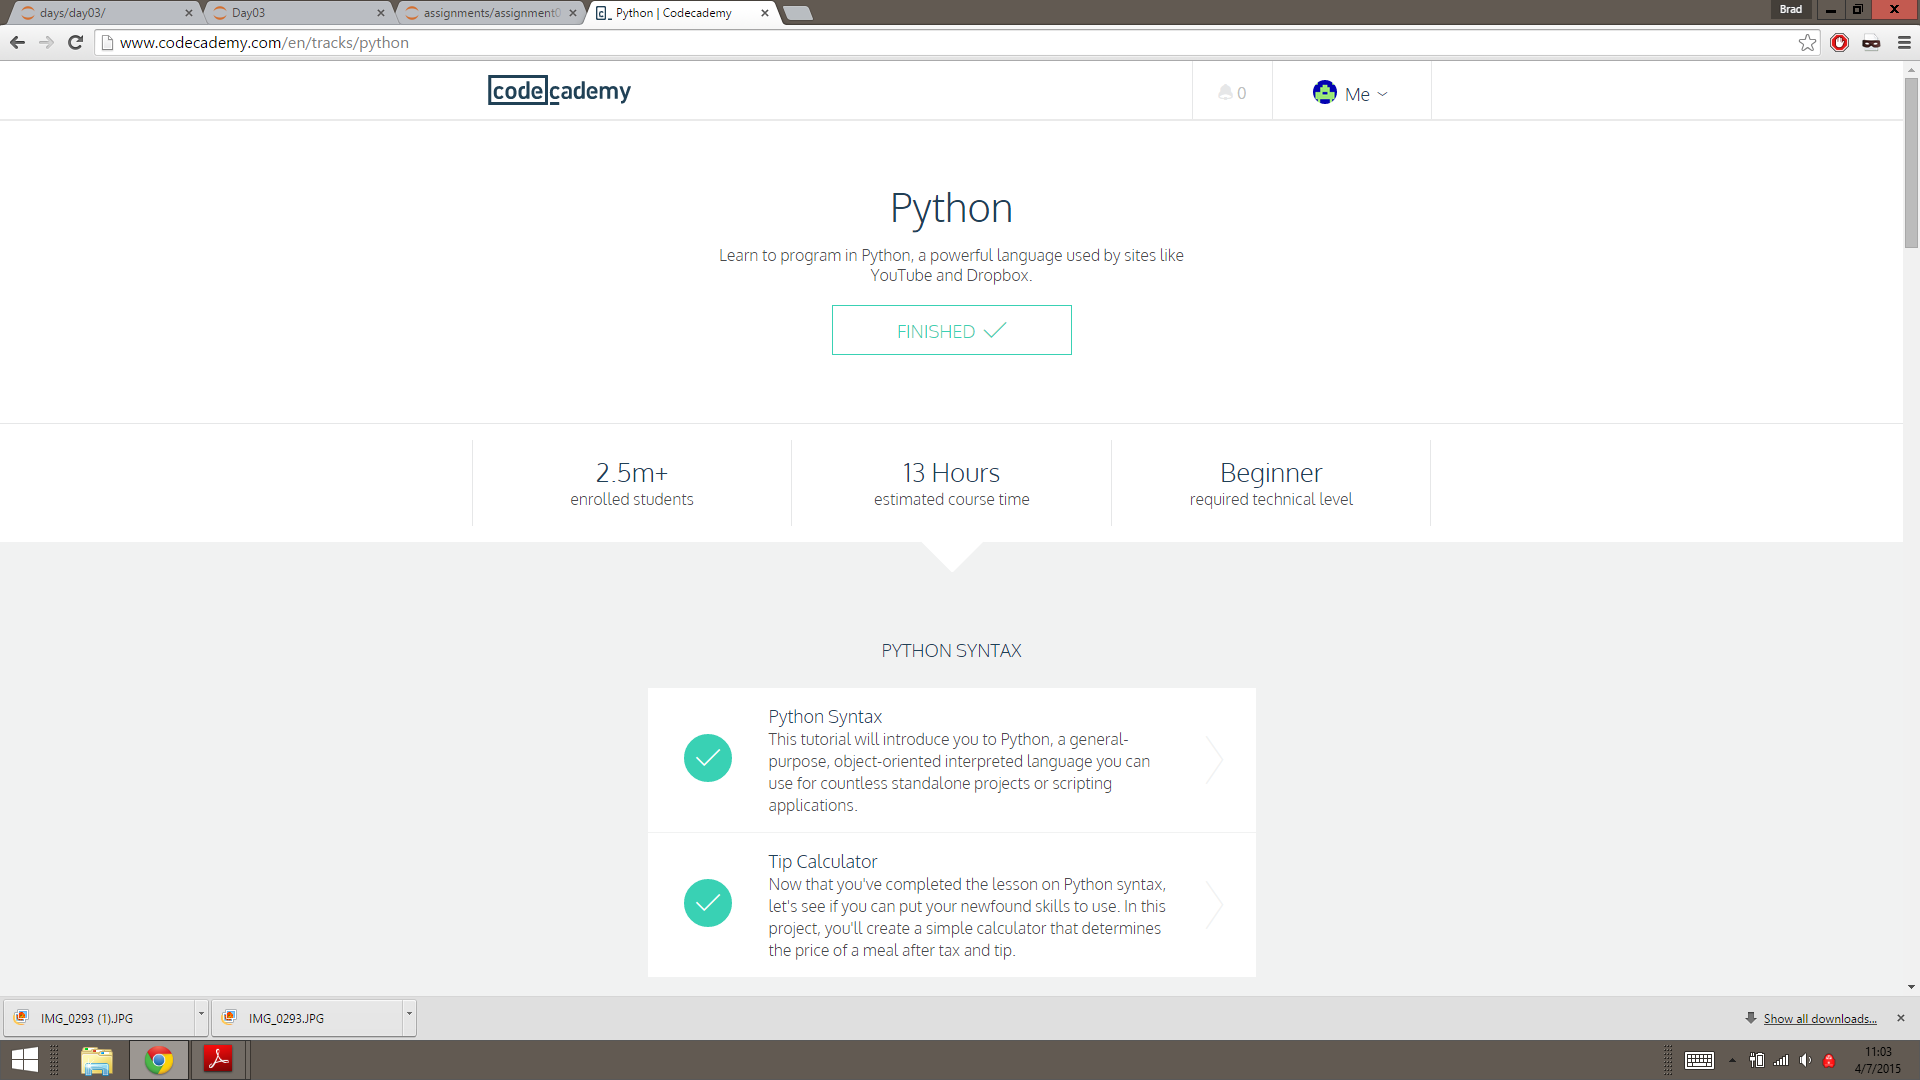 days/day03/
Day03
assignments/assignment0
Python | Codecademy
Brad
www.codecademy.com/en/tracks/python
codecademy
0
Me
Python
Learn to program in Python, a powerful language used by sites like
YouTube and Dropbox.
FINISHED
2.5m+
enrolled students
13 Hours
estimated course time
Beginner
required technical level
PYTHON SYNTAX
Python Syntax
This tutorial will introduce you to Python, a general-
purpose, object-oriented interpreted language you can
use for countless standalone projects or scripting
applications.
Tip Calculator
Now that you've completed the lesson on Python syntax,
let's see if you can put your newfound skills to use. In this
project, you'll create a simple calculator that determines
the price of a meal after tax and tip.
IMG_0293 (1).JPG
IMG_0293.JPG
Show all downloads...
11:03
4/7/2015